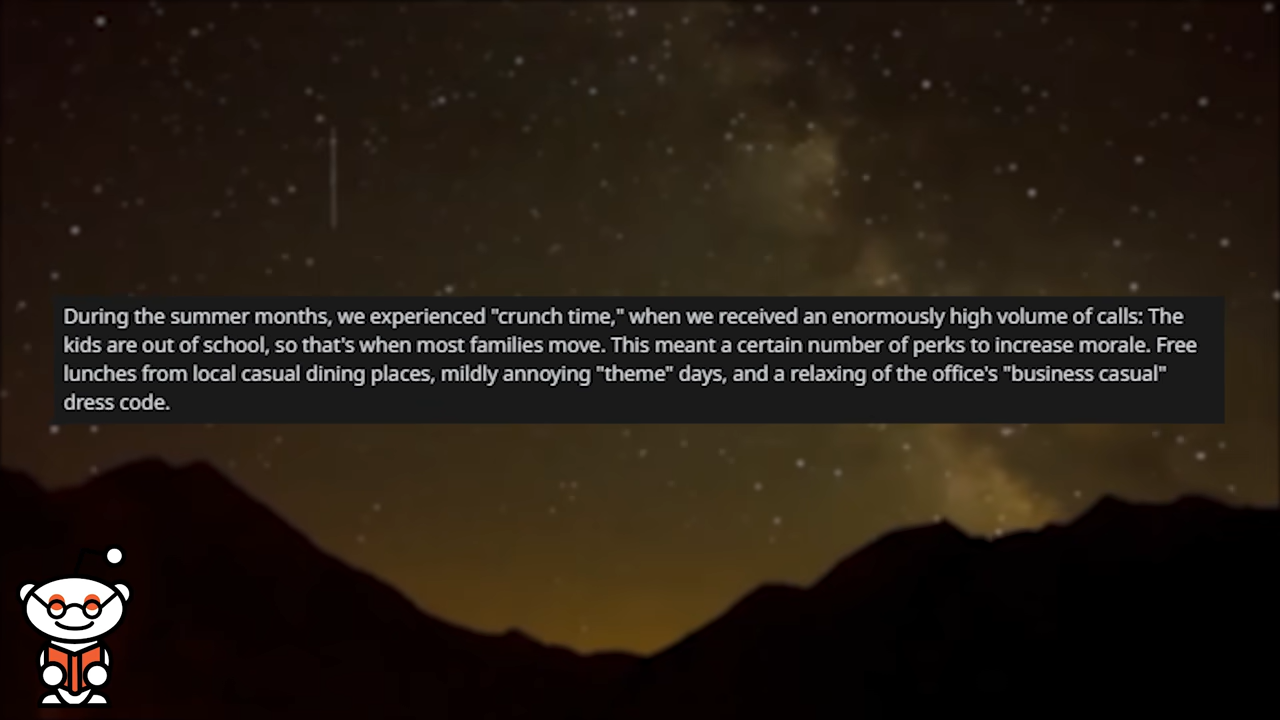 During the summer months, we experienced "crunch time," when we received an enormously high volume of calls: The
kids are out of school, so that's when most families move. This meant a certain number of perks to increase morale. Free
lunches from local casual dining places, mildly annoying "theme" days, and a relaxing of the office's "business casual"
dress code.